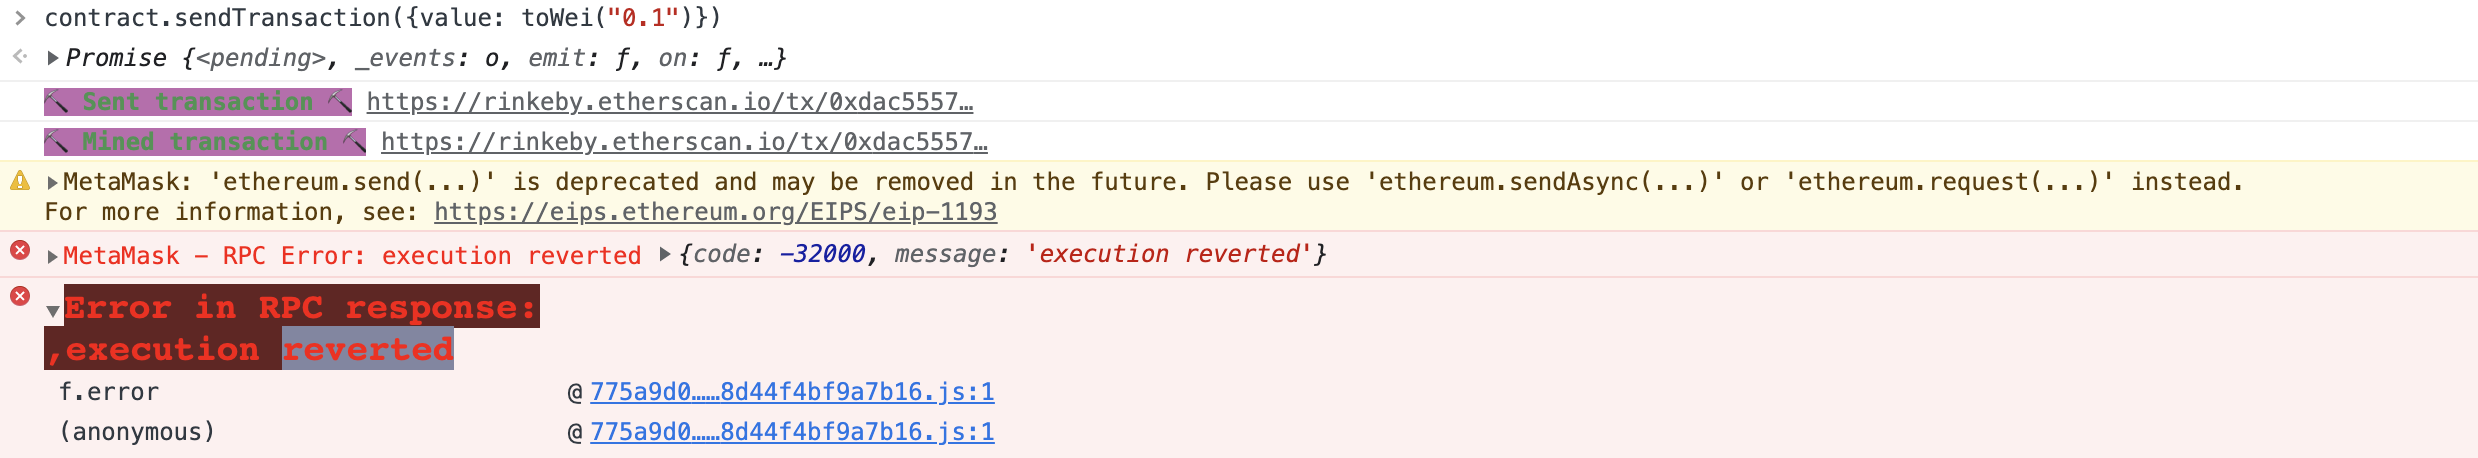 > contract.sendTransaction({value: toWei("0.1")})
Promise {<pending>, _events: o, emit: ƒ, on: ƒ, …}
Sent transaction https://rinkeby.etherscan.io/tx/0xdac5557…
Mined transaction https://rinkeby.etherscan.io/tx/0xdac5557…
MetaMask: 'ethereum.send(...)' is deprecated and may be removed in the future. Please use 'ethereum.sendAsync(...)' or 'ethereum.request(...)' instead.
For more information, see: https://eips.ethereum.org/EIPS/eip-1193
MetaMask - RPC Error: execution reverted {code: -32000, message: 'execution reverted'}
Error in RPC response:
,execution reverted
f.error @ 775a9d0……8d44f4bf9a7b16.js:1
(anonymous) @ 775a9d0……8d44f4bf9a7b16.js:1